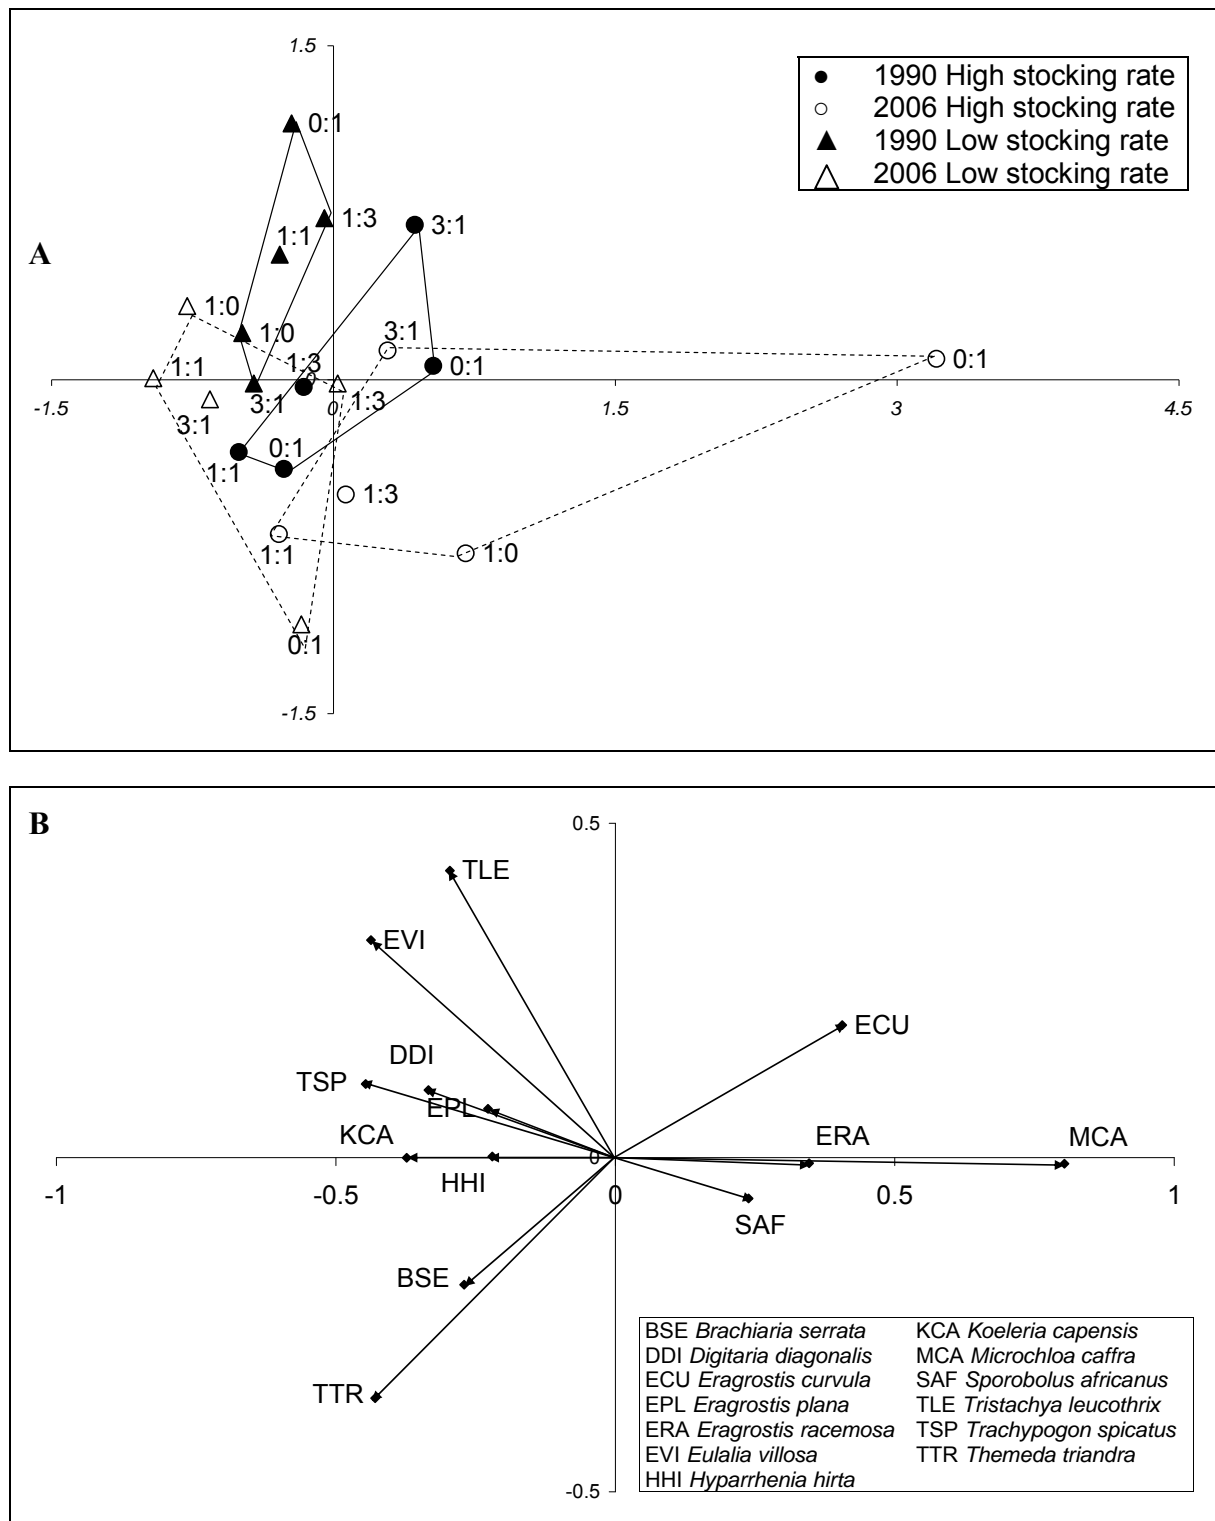 1.5
1990 High stocking rate
2006 High stocking rate
1990 Low stocking rate
2006 Low stocking rate
A
0:1
1:3
1:1
3:1
1:0
1:0
3:1
1:3
0:1
0:1
1:1
3:1
1:3
3:1
-1.5
0
1.5
3
4.5
0:1
1:1
1:3
1:1
1:0
0:1
-1.5
B
0.5
TLE
EVI
ECU
DDI
TSP
EPL
KCA
ERA
MCA
0
HHI
-1
-0.5
0
0.5
1
SAF
BSE
TTR
-0.5
BSE Brachiaria serrata
KCA Koeleria capensis
DDI Digitaria diagonalis
MCA Microchloa caffra
ECU Eragrostis curvula
SAF Sporobolus africanus
EPL Eragrostis plana
TLE Tristachya leucothrix
ERA Eragrostis racemosa
TSP Trachypogon spicatus
EVI Eulalia villosa
TTR Themeda triandra
HHI Hyparrhenia hirta